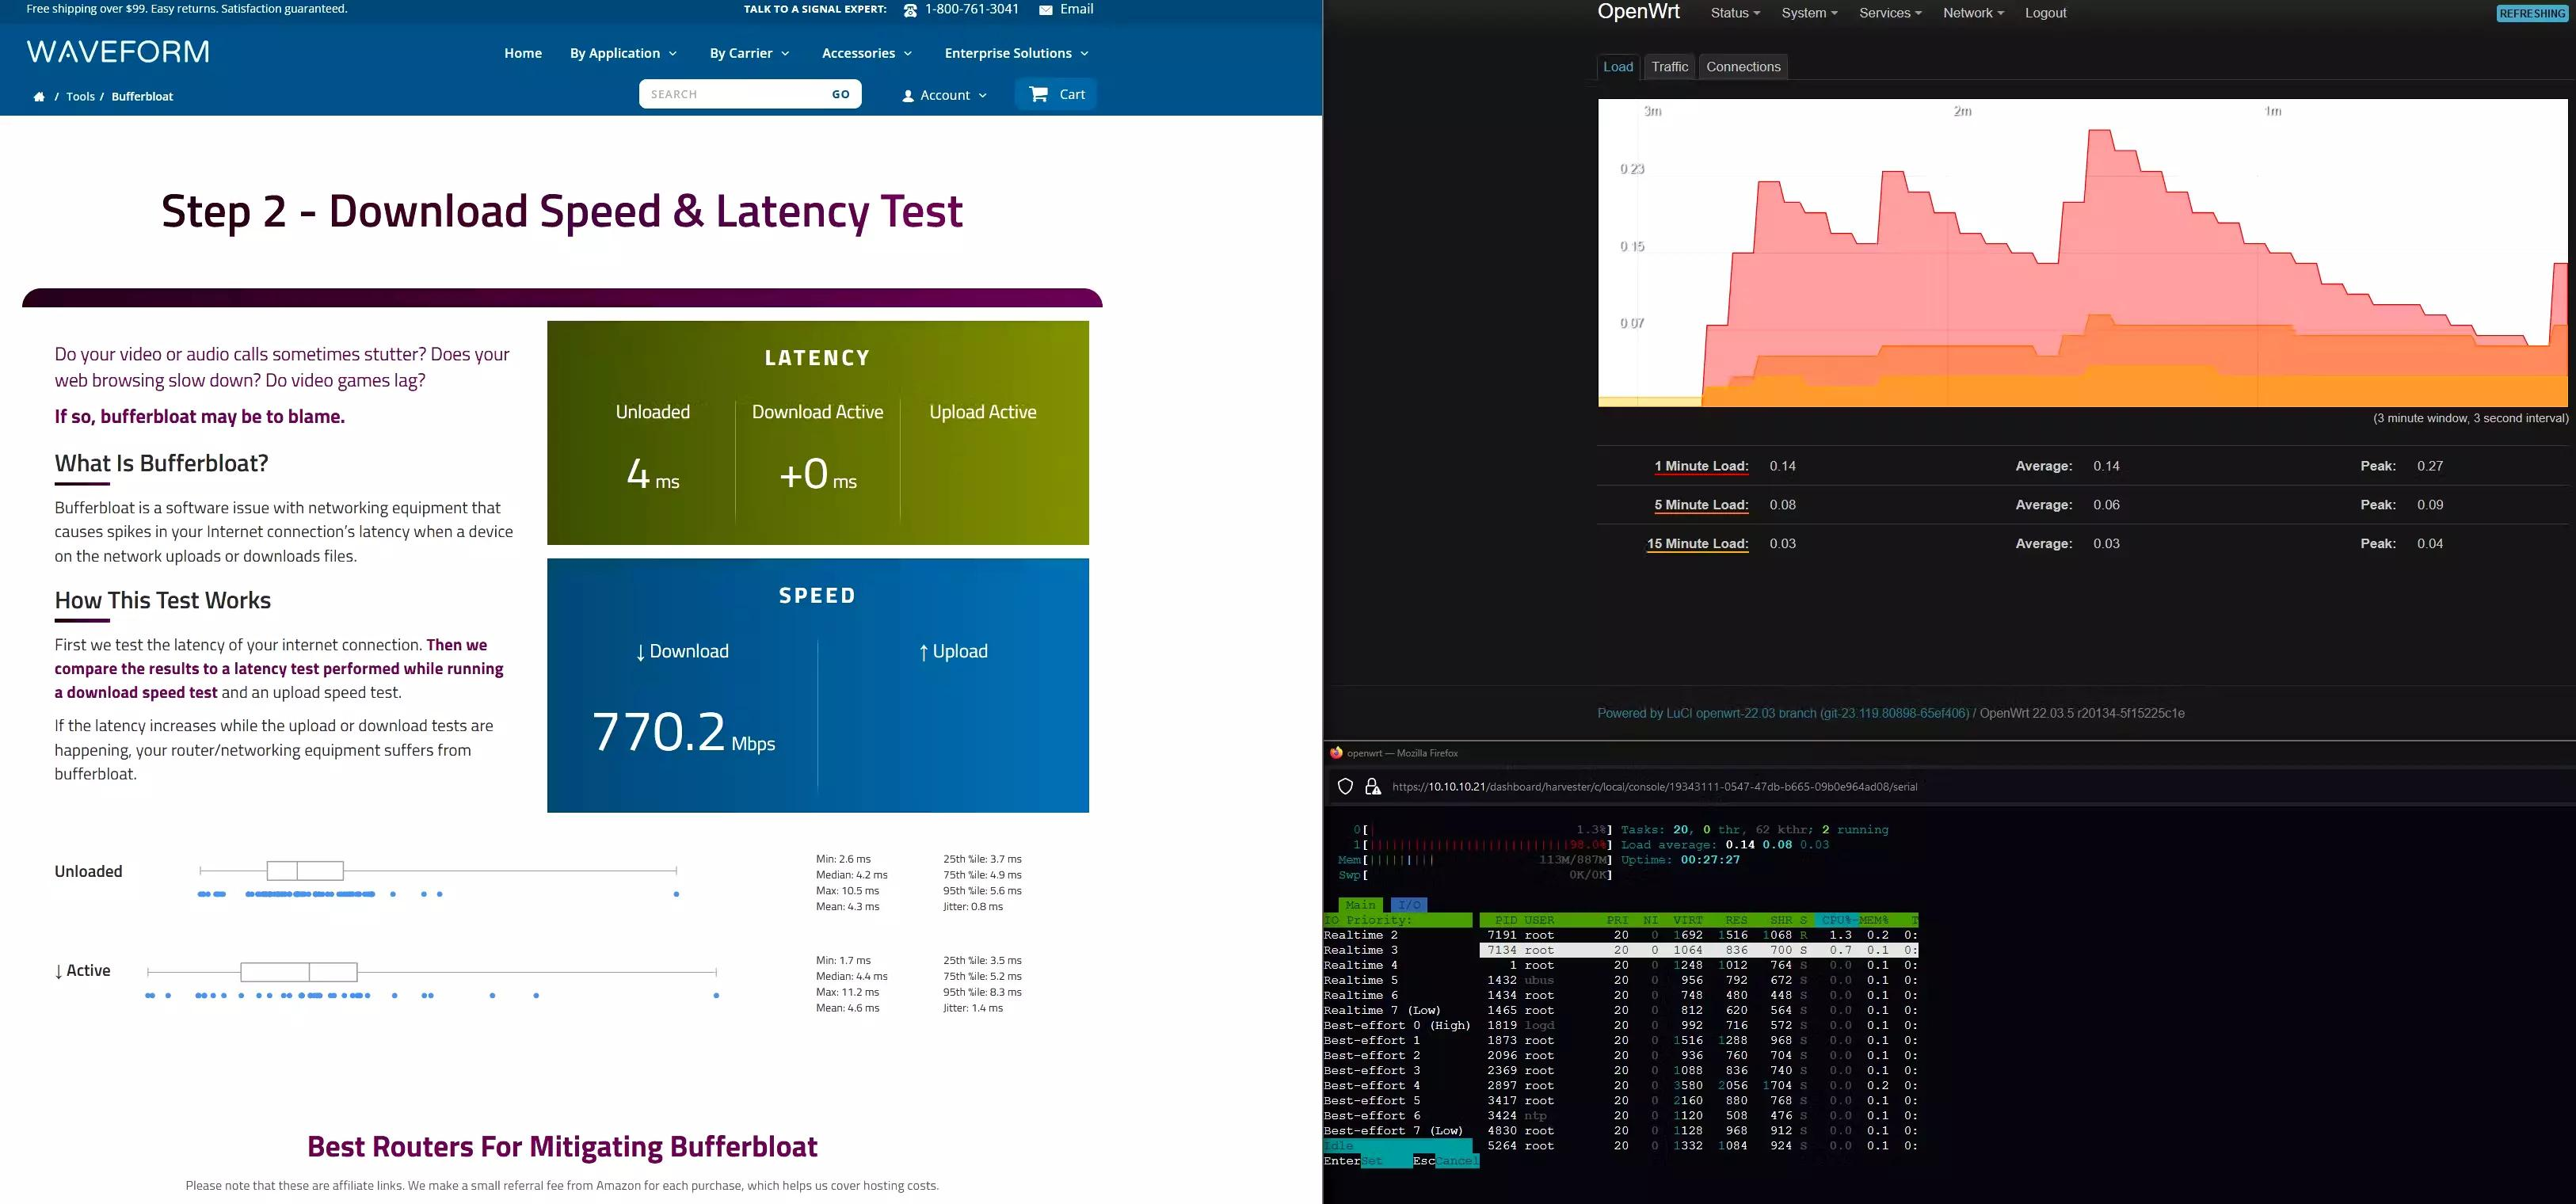 Free shipping over $99. Easy returns. Satisfaction guaranteed.
TALK TO A SIGNAL EXPERT: 1-800-761-3041 Email
WAVEFORM
Home By Application By Carrier Accessories Enterprise Solutions
/ Tools / Bufferbloat
SEARCH GO Account Cart
Step 2 - Download Speed & Latency Test
Do your video or audio calls sometimes stutter? Does your
web browsing slow down? Do video games lag?
If so, bufferbloat may be to blame.
What Is Bufferbloat?
Bufferbloat is a software issue with networking equipment that
causes spikes in your Internet connection's latency when a device
on the network uploads or downloads files.
How This Test Works
First we test the latency of your internet connection. Then we
compare the results to a latency test performed while running
a download speed test and an upload speed test.
If the latency increases while the upload or download tests are
happening, your router/networking equipment suffers from
bufferbloat.
LATENCY
Unloaded Download Active Upload Active
4 ms +0 ms
SPEED
↓ Download ↑ Upload
770.2 Mbps
Unloaded
Min: 2.6 ms 25th %ile: 3.7 ms
Median: 4.2 ms 75th %ile: 4.9 ms
Max: 10.5 ms 95th %ile: 5.6 ms
Mean: 4.3 ms Jitter: 0.8 ms
↓ Active
Min: 1.7 ms 25th %ile: 3.5 ms
Median: 4.4 ms 75th %ile: 5.2 ms
Max: 11.2 ms 95th %ile: 8.3 ms
Mean: 4.6 ms Jitter: 1.4 ms
Best Routers For Mitigating Bufferbloat
Please note that these are affiliate links. We make a small referral fee from Amazon for each purchase, which helps us cover hosting costs.
OpenWrt Status System Services Network Logout REFRESHING
Load Traffic Connections
3m 2m 1m
0.23
0.15
0.07
(3 minute window, 3 second interval)
1 Minute Load: 0.14 Average: 0.14 Peak: 0.27
5 Minute Load: 0.08 Average: 0.06 Peak: 0.09
15 Minute Load: 0.03 Average: 0.03 Peak: 0.04
Powered by LuCI openwrt-22.03 branch (git-23.119.80898-65ef406) / OpenWrt 22.03.5 r20134-5f15225c1e
openwrt — Mozilla Firefox
https://10.10.10.21/dashboard/harvester/c/local/console/19343111-0547-47db-b665-09b0e964ad08/serial
0[| 1.3%] Tasks: 20, 0 thr, 62 kthr; 2 running
1[||||||||||||||||||||||||||98.0%] Load average: 0.14 0.08 0.03
Mem[|||||||| 113M/887M] Uptime: 00:27:27
Swp[ 0K/0K]
Main I/O
IO Priority: PID USER PRI NI VIRT RES SHR S CPU% MEM% T
Realtime 2 7191 root 20 0 1692 1516 1068 R 1.3 0.2 0:
Realtime 3 7134 root 20 0 1064 836 700 S 0.7 0.1 0:
Realtime 4 1 root 20 0 1248 1012 764 S 0.0 0.1 0:
Realtime 5 1432 ubus 20 0 956 792 672 S 0.0 0.1 0:
Realtime 6 1434 root 20 0 748 480 448 S 0.0 0.1 0:
Realtime 7 (Low) 1465 root 20 0 812 620 564 S 0.0 0.1 0:
Best-effort 0 (High) 1819 logd 20 0 992 716 572 S 0.0 0.1 0:
Best-effort 1 1873 root 20 0 1516 1288 968 S 0.0 0.1 0:
Best-effort 2 2096 root 20 0 936 760 704 S 0.0 0.1 0:
Best-effort 3 2369 root 20 0 1088 836 740 S 0.0 0.1 0:
Best-effort 4 2897 root 20 0 3580 2056 1704 S 0.0 0.2 0:
Best-effort 5 3417 root 20 0 2160 880 768 S 0.0 0.1 0:
Best-effort 6 3424 ntp 20 0 1120 508 476 S 0.0 0.1 0:
Best-effort 7 (Low) 4830 root 20 0 1128 968 912 S 0.0 0.1 0:
Idle 5264 root 20 0 1332 1084 924 S 0.0 0.1 0:
EnterSet EscCancel